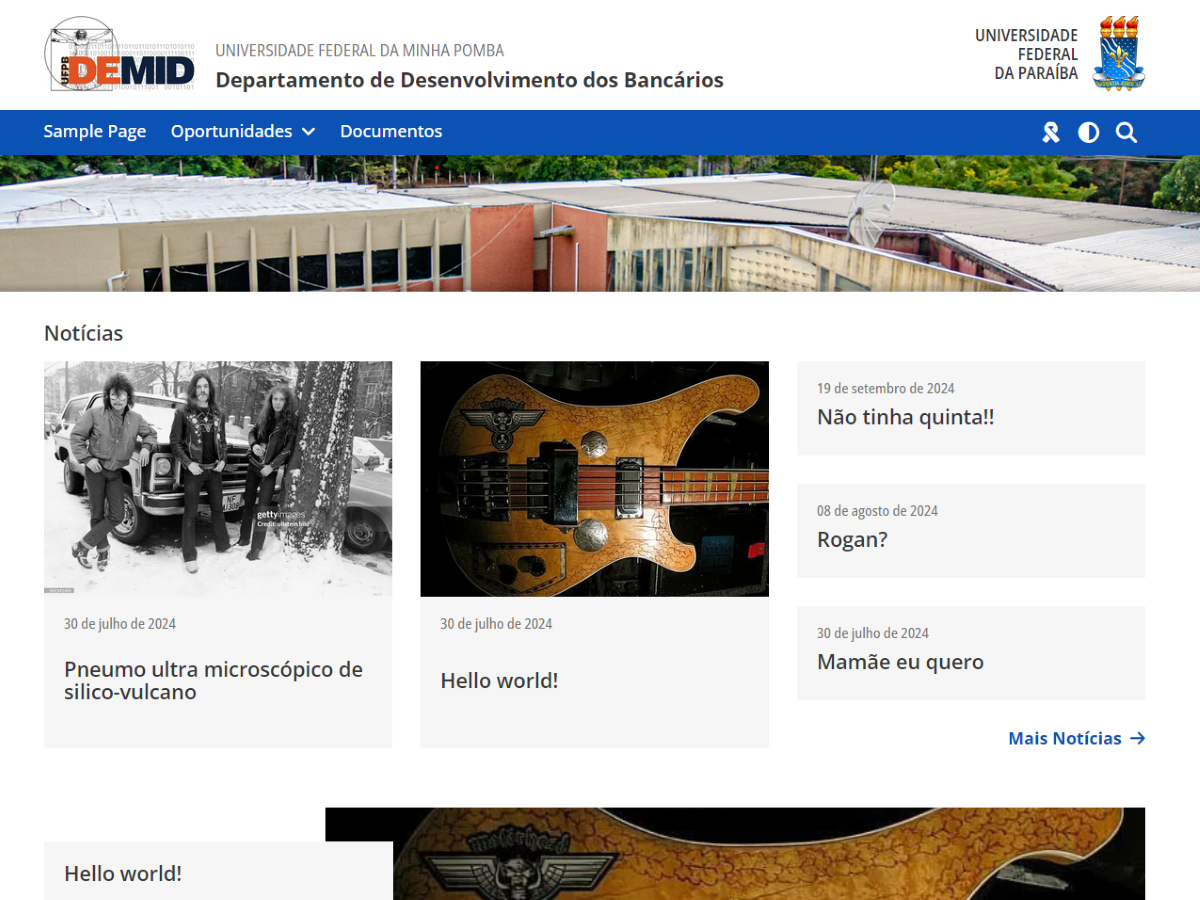 UFPB
DEMID
UNIVERSIDADE FEDERAL DA MINHA POMBA
Departamento de Desenvolvimento dos Bancários
UNIVERSIDADE
FEDERAL
DA PARAÍBA
Sample Page
Oportunidades
Documentos
Notícias
gettyimages
Credit: ullstein bild
30 de julho de 2024
Pneumo ultra microscópico de
silico-vulcano
30 de julho de 2024
Hello world!
19 de setembro de 2024
Não tinha quinta!!
08 de agosto de 2024
Rogan?
30 de julho de 2024
Mamãe eu quero
Mais Notícias
Hello world!
motörhead